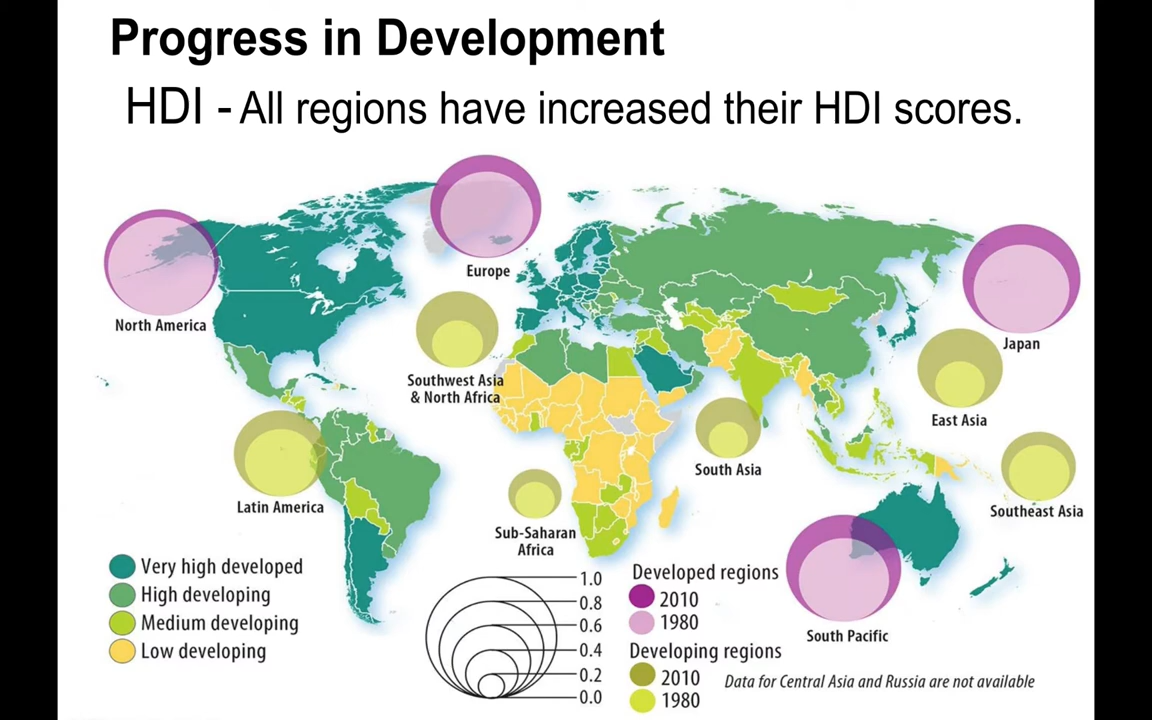 Progress in Development
HDI - All regions have increased their HDI scores.
North America
Europe
Japan
Southwest Asia
& North Africa
East Asia
South Asia
Latin America
Southeast Asia
Sub-Saharan
Africa
South Pacific
Very high developed
High developing
Medium developing
Low developing
1.0
0.8
0.6
0.4
0.2
0.0
Developed regions
2010
1980
Developing regions
2010
1980
Data for Central Asia and Russia are not available